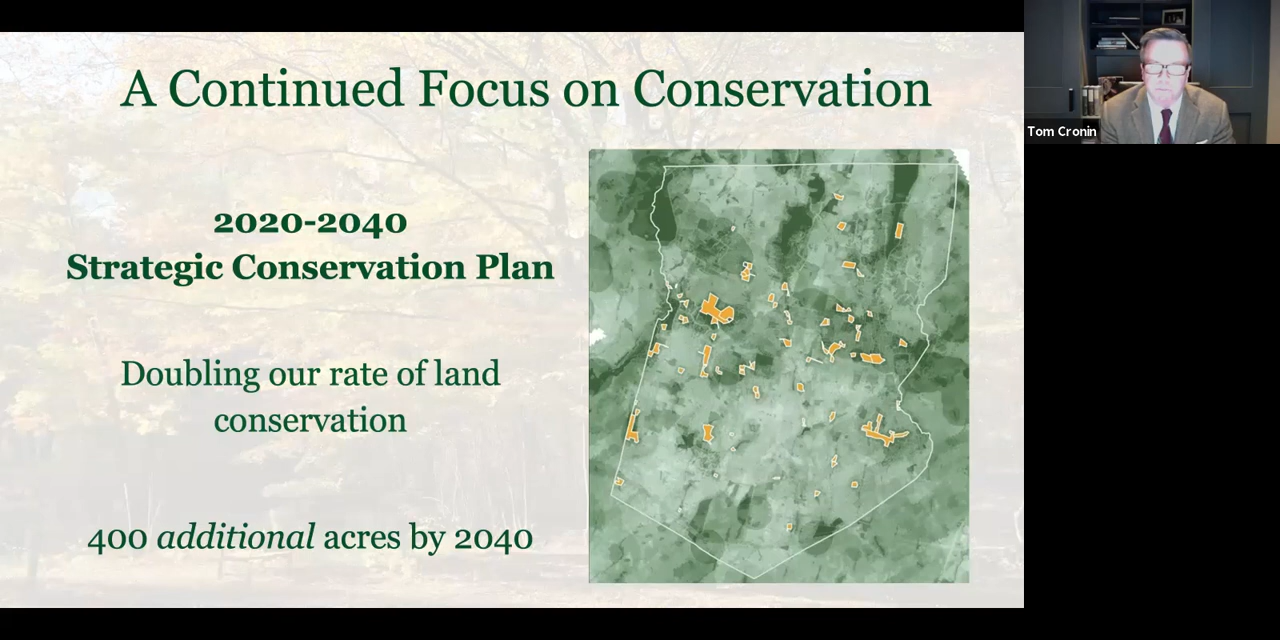 A Continued Focus on Conservation
2020-2040
Strategic Conservation Plan
Doubling our rate of land
conservation
400 additional acres by 2040
Tom Cronin